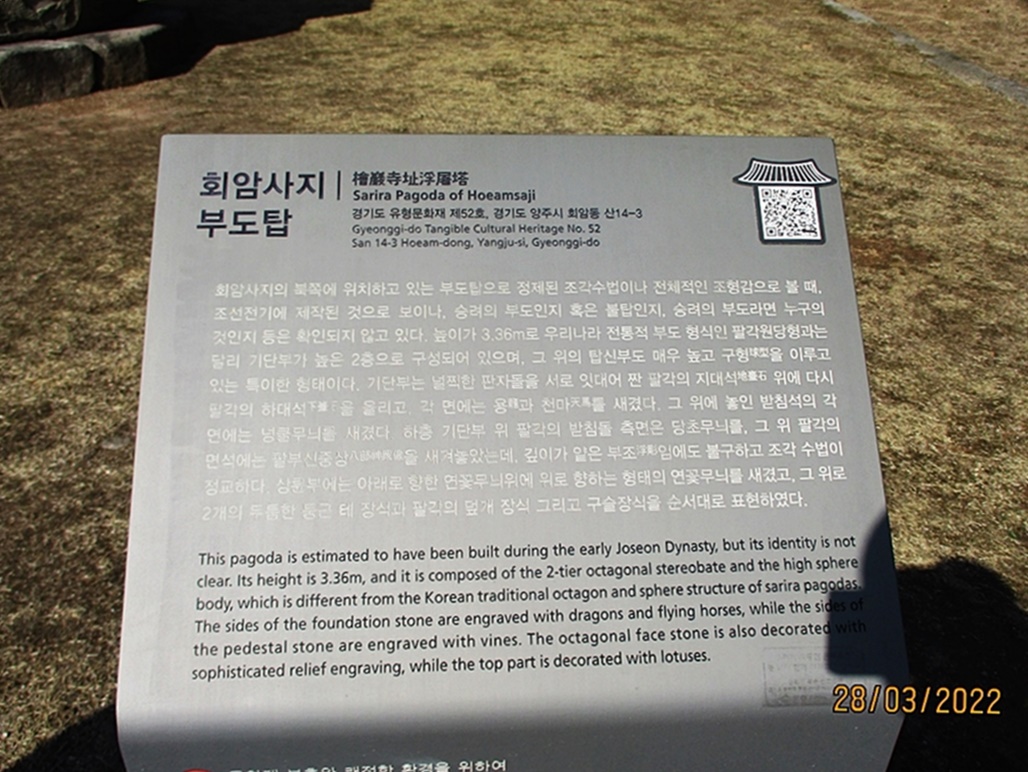 회암사지
부도탑
檜巖寺址浮屠塔
Sarira Pagoda of Hoeamsaji
경기도 유형문화재 제52호, 경기도 양주시 회암동 산14-3
Gyeonggi-do Tangible Cultural Heritage No. 52
San 14-3 Hoeam-dong, Yangju-si, Gyeonggi-do
회암사지의 북쪽에 위치하고 있는 부도탑으로 정제된 조각수법이나 전체적인 조형감으로 볼 때,
조선전기에 제작된 것으로 보이나, 승려의 부도인지 혹은 불탑인지, 승려의 부도라면 누구의
것인지 등은 확인되지 않고 있다. 높이가 3.36m로 우리나라 전통적 부도 형식인 팔각원당형과는
달리 기단부가 높은 2층으로 구성되어 있으며, 그 위의 탑신부도 매우 높고 구형球型을 이루고
있는 특이한 형태이다. 기단부는 널찍한 판자돌을 서로 잇대어 짠 팔각의 지대석地臺石 위에 다시
팔각의 하대석下臺石을 올리고, 각 면에는 용龍과 천마天馬를 새겼다. 그 위에 놓인 받침석의 각
면에는 넝쿨무늬를 새겼다. 하층 기단부 위 팔각의 받침돌 측면은 당초무늬를, 그 위 팔각의
면석에는 팔부신중상을 새겨놓았는데, 깊이가 얕은 부조浮彫임에도 불구하고 조각 수법이
정교하다. 상륜부에는 아래로 향한 연꽃무늬위에 위로 향하는 형태의 연꽃무늬를 새겼고, 그 위로
2개의 두툼한 둥근 테 장식과 팔각의 덮개 장식 그리고 구슬장식을 순서대로 표현하였다.
This pagoda is estimated to have been built during the early Joseon Dynasty, but its identity is not
clear. Its height is 3.36m, and it is composed of the 2-tier octagonal stereobate and the high sphere
body, which is different from the Korean traditional octagon and sphere structure of sarira pagodas.
The sides of the foundation stone are engraved with dragons and flying horses, while the sides of
the pedestal stone are engraved with vines. The octagonal face stone is also decorated with
sophisticated relief engraving, while the top part is decorated with lotuses.
28/03/2022
위하여